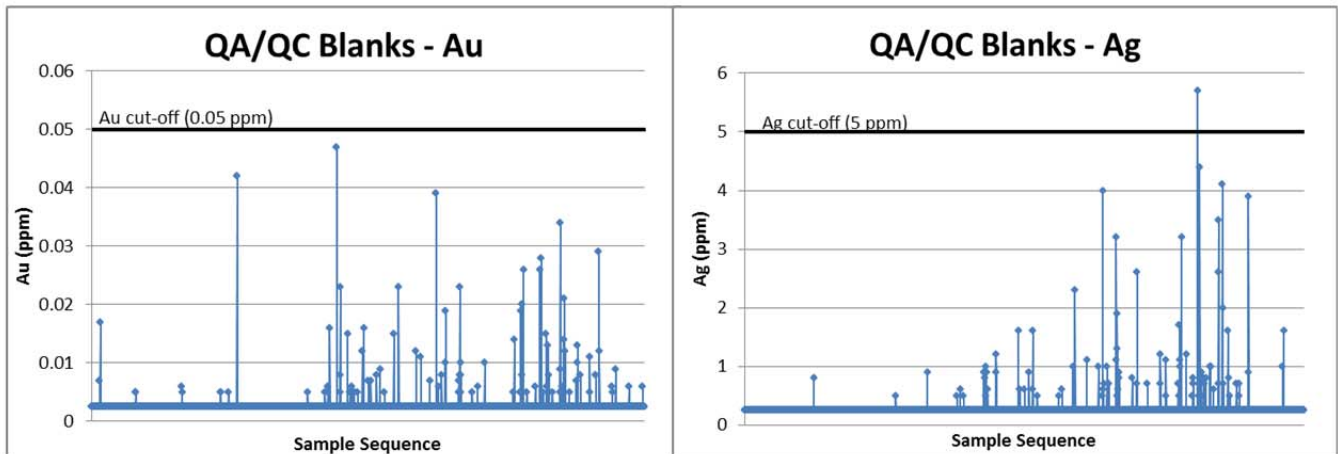 QA/QC Blanks - Au
0.06
Au cut-off (0.05 ppm)
0.05
0.04
0.03
0.02
0.01
0
Au (ppm)
Sample Sequence
QA/QC Blanks - Ag
6
Ag cut-off (5 ppm)
5
4
3
2
1
0
Ag (ppm)
Sample Sequence